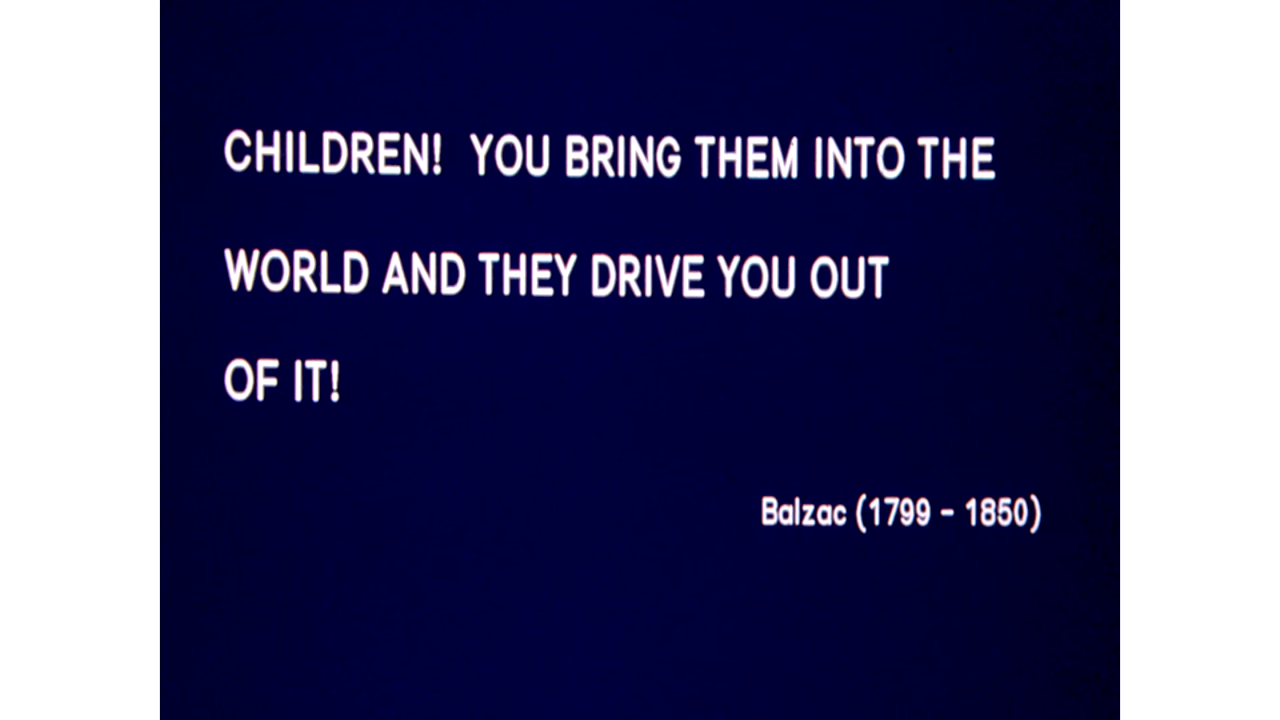 CHILDREN!  YOU BRING THEM INTO THE
WORLD AND THEY DRIVE YOU OUT
OF IT!
Balzac (1799 - 1850)